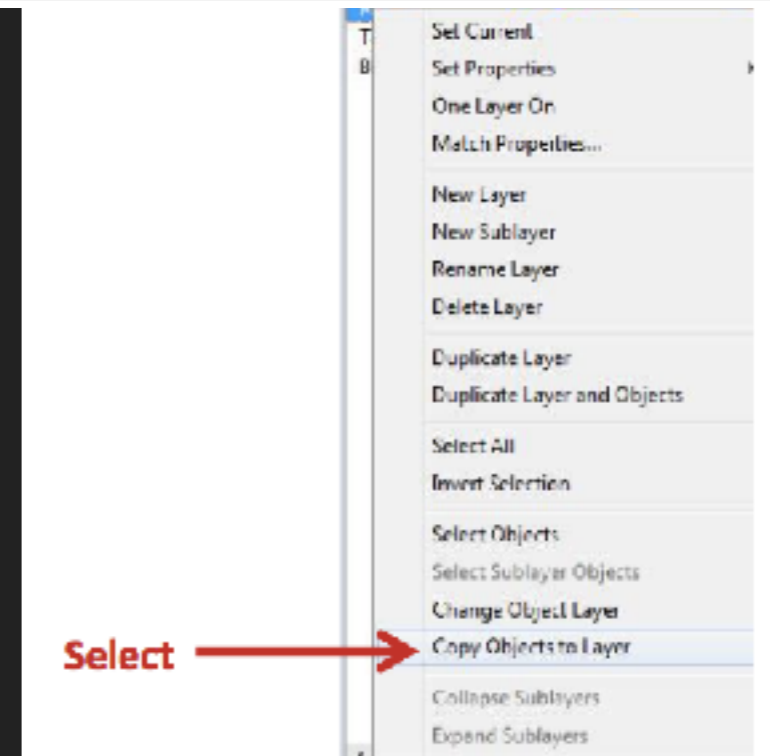 T
B
Set Current
Set Properties
One Layer On
Match Properties...
New Layer
New Sublayer
Rename Layer
Delete Layer
Duplicate Layer
Duplicate Layer and Objects
Select All
Invert Selection
Select Objects
Select Sublayer Objects
Change Object Layer
Select
Copy Objects to Layer
Collapse Sublayers
Expand Sublayers